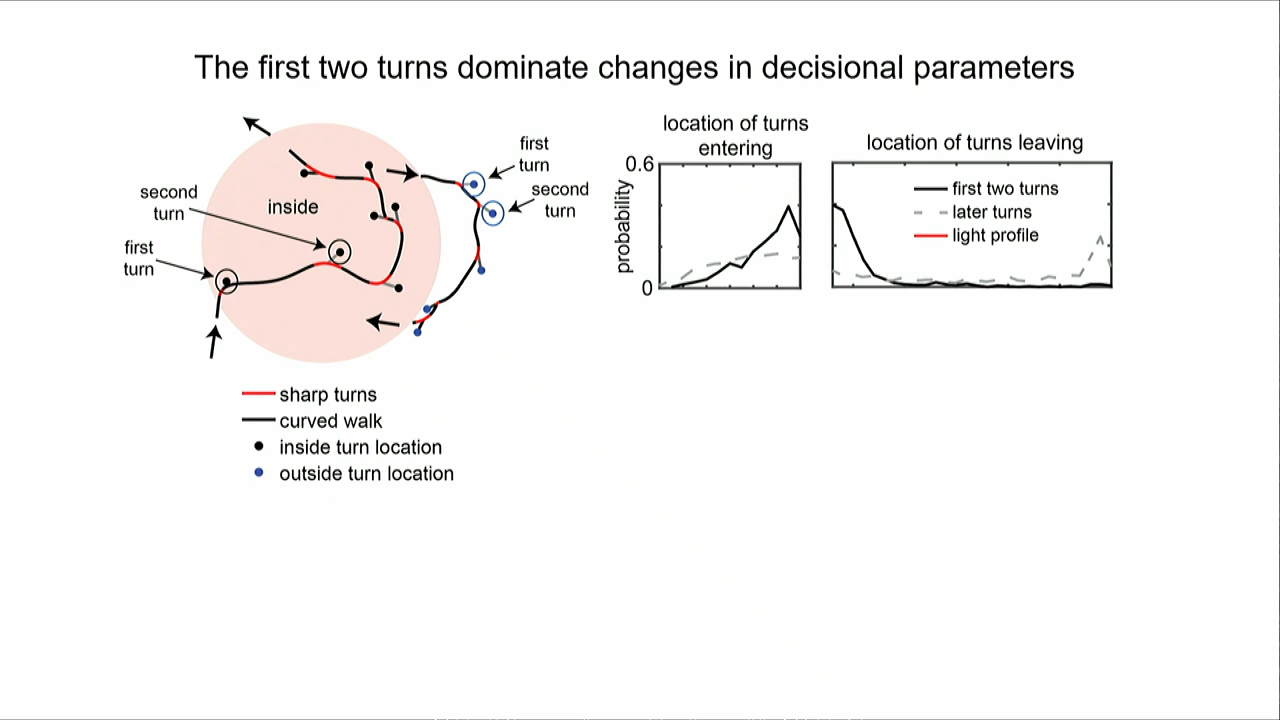 The first two turns dominate changes in decisional parameters
first
turn
second
turn
second
turn
inside
first
turn
sharp turns
curved walk
inside turn location
outside turn location
location of turns
entering
0.6
probability
0
location of turns leaving
first two turns
later turns
light profile